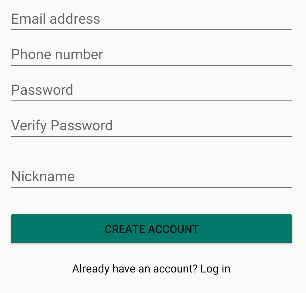 Email address
Phone number
Password
Verify Password
Nickname
CREATE ACCOUNT
Already have an account? Log in